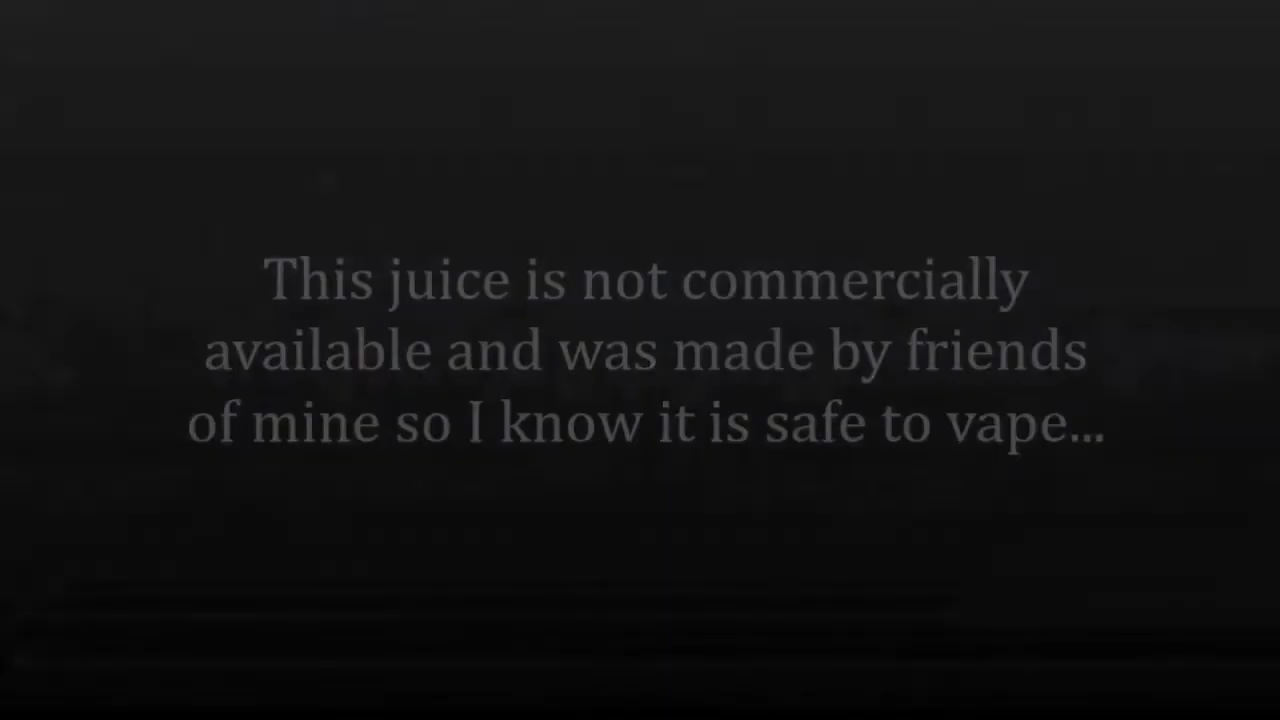 This juice is not commercially
available and was made by friends
of mine so I know it is safe to vape...